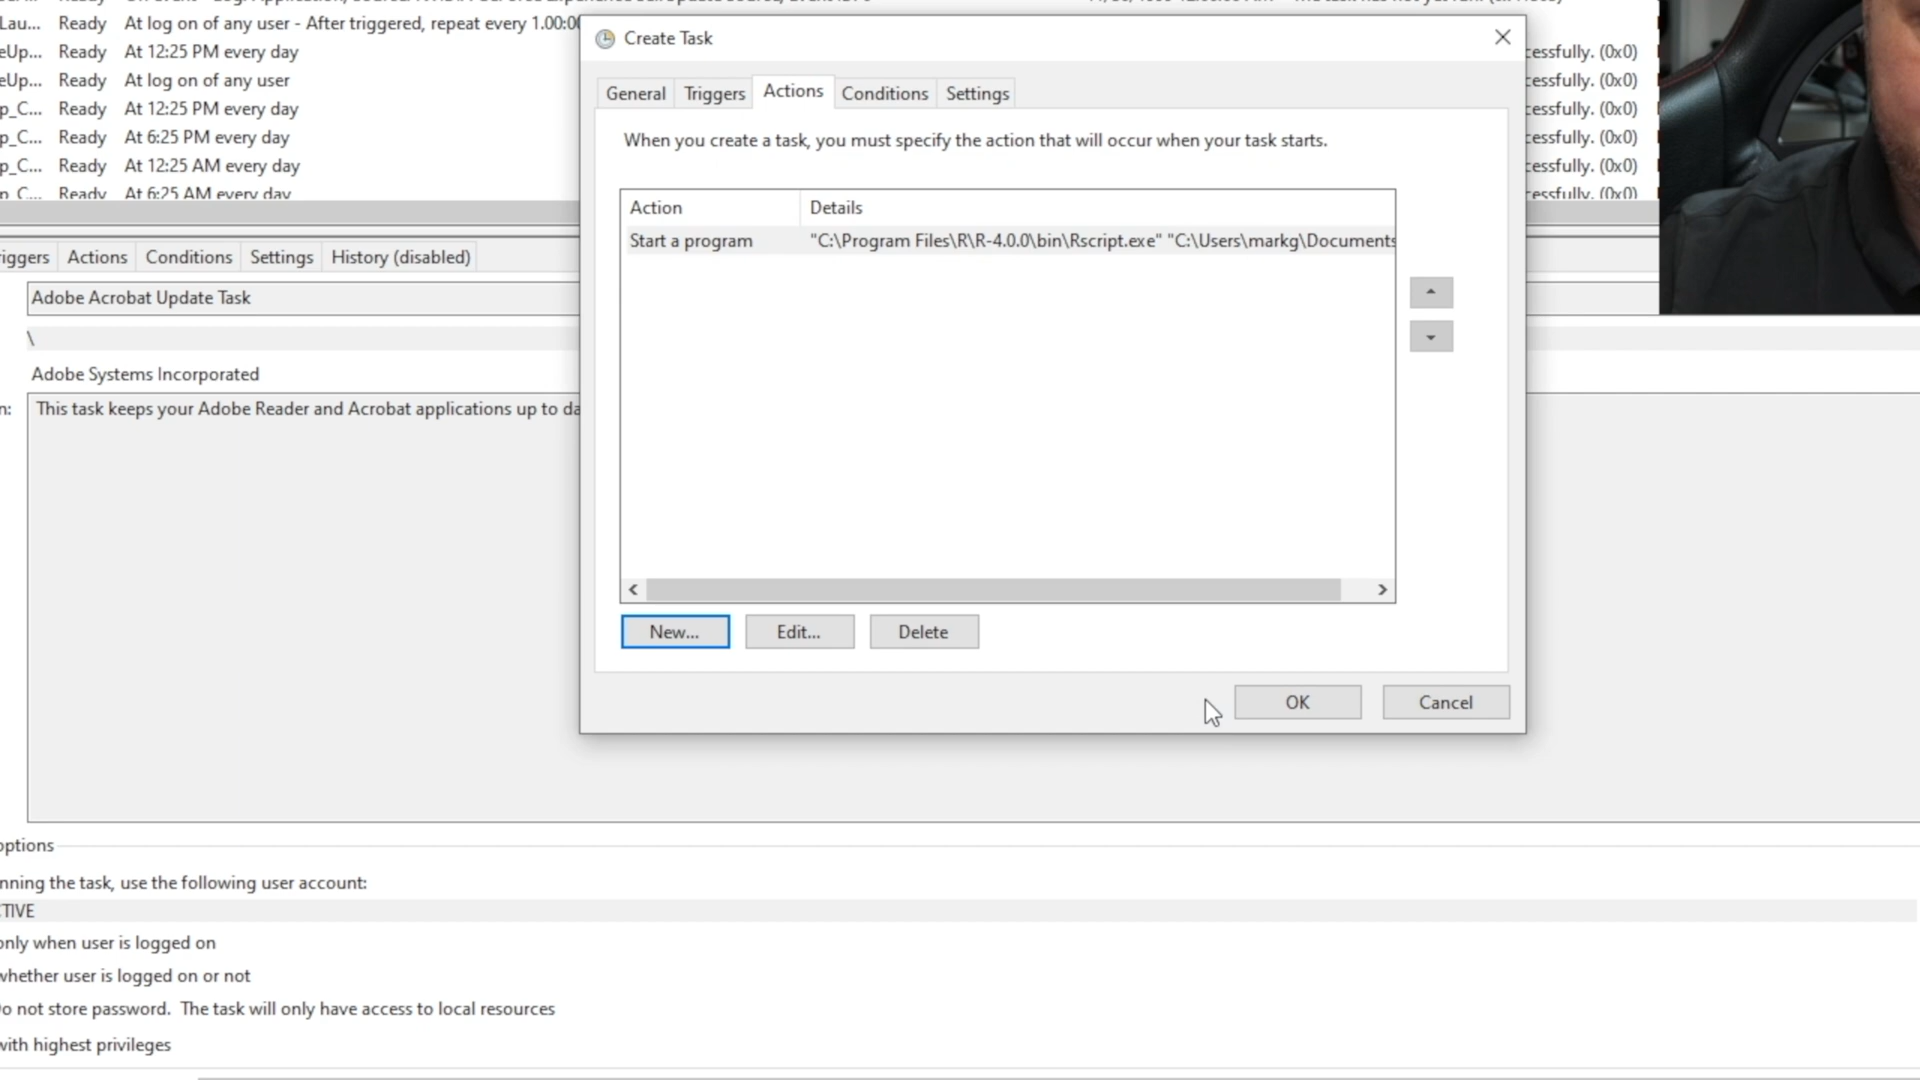 Lau... Ready At log on of any user - After triggered, repeat every 1.00:00
eUp... Ready At 12:25 PM every day
eUp... Ready At log on of any user
p_C... Ready At 12:25 PM every day
p_C... Ready At 6:25 PM every day
p_C... Ready At 12:25 AM every day
p_C... Ready At 6:25 AM every day
cessfully. (0x0)
cessfully. (0x0)
cessfully. (0x0)
cessfully. (0x0)
cessfully. (0x0)
cessfully. (0x0)
iggers Actions Conditions Settings History (disabled)
Adobe Acrobat Update Task
\
Adobe Systems Incorporated
n: This task keeps your Adobe Reader and Acrobat applications up to da
options
nning the task, use the following user account:
TIVE
only when user is logged on
whether user is logged on or not
o not store password. The task will only have access to local resources
with highest privileges
Create Task
General Triggers Actions Conditions Settings
When you create a task, you must specify the action that will occur when your task starts.
Action Details
Start a program "C:\Program Files\R\R-4.0.0\bin\Rscript.exe" "C:\Users\markg\Documents
New... Edit... Delete
OK Cancel